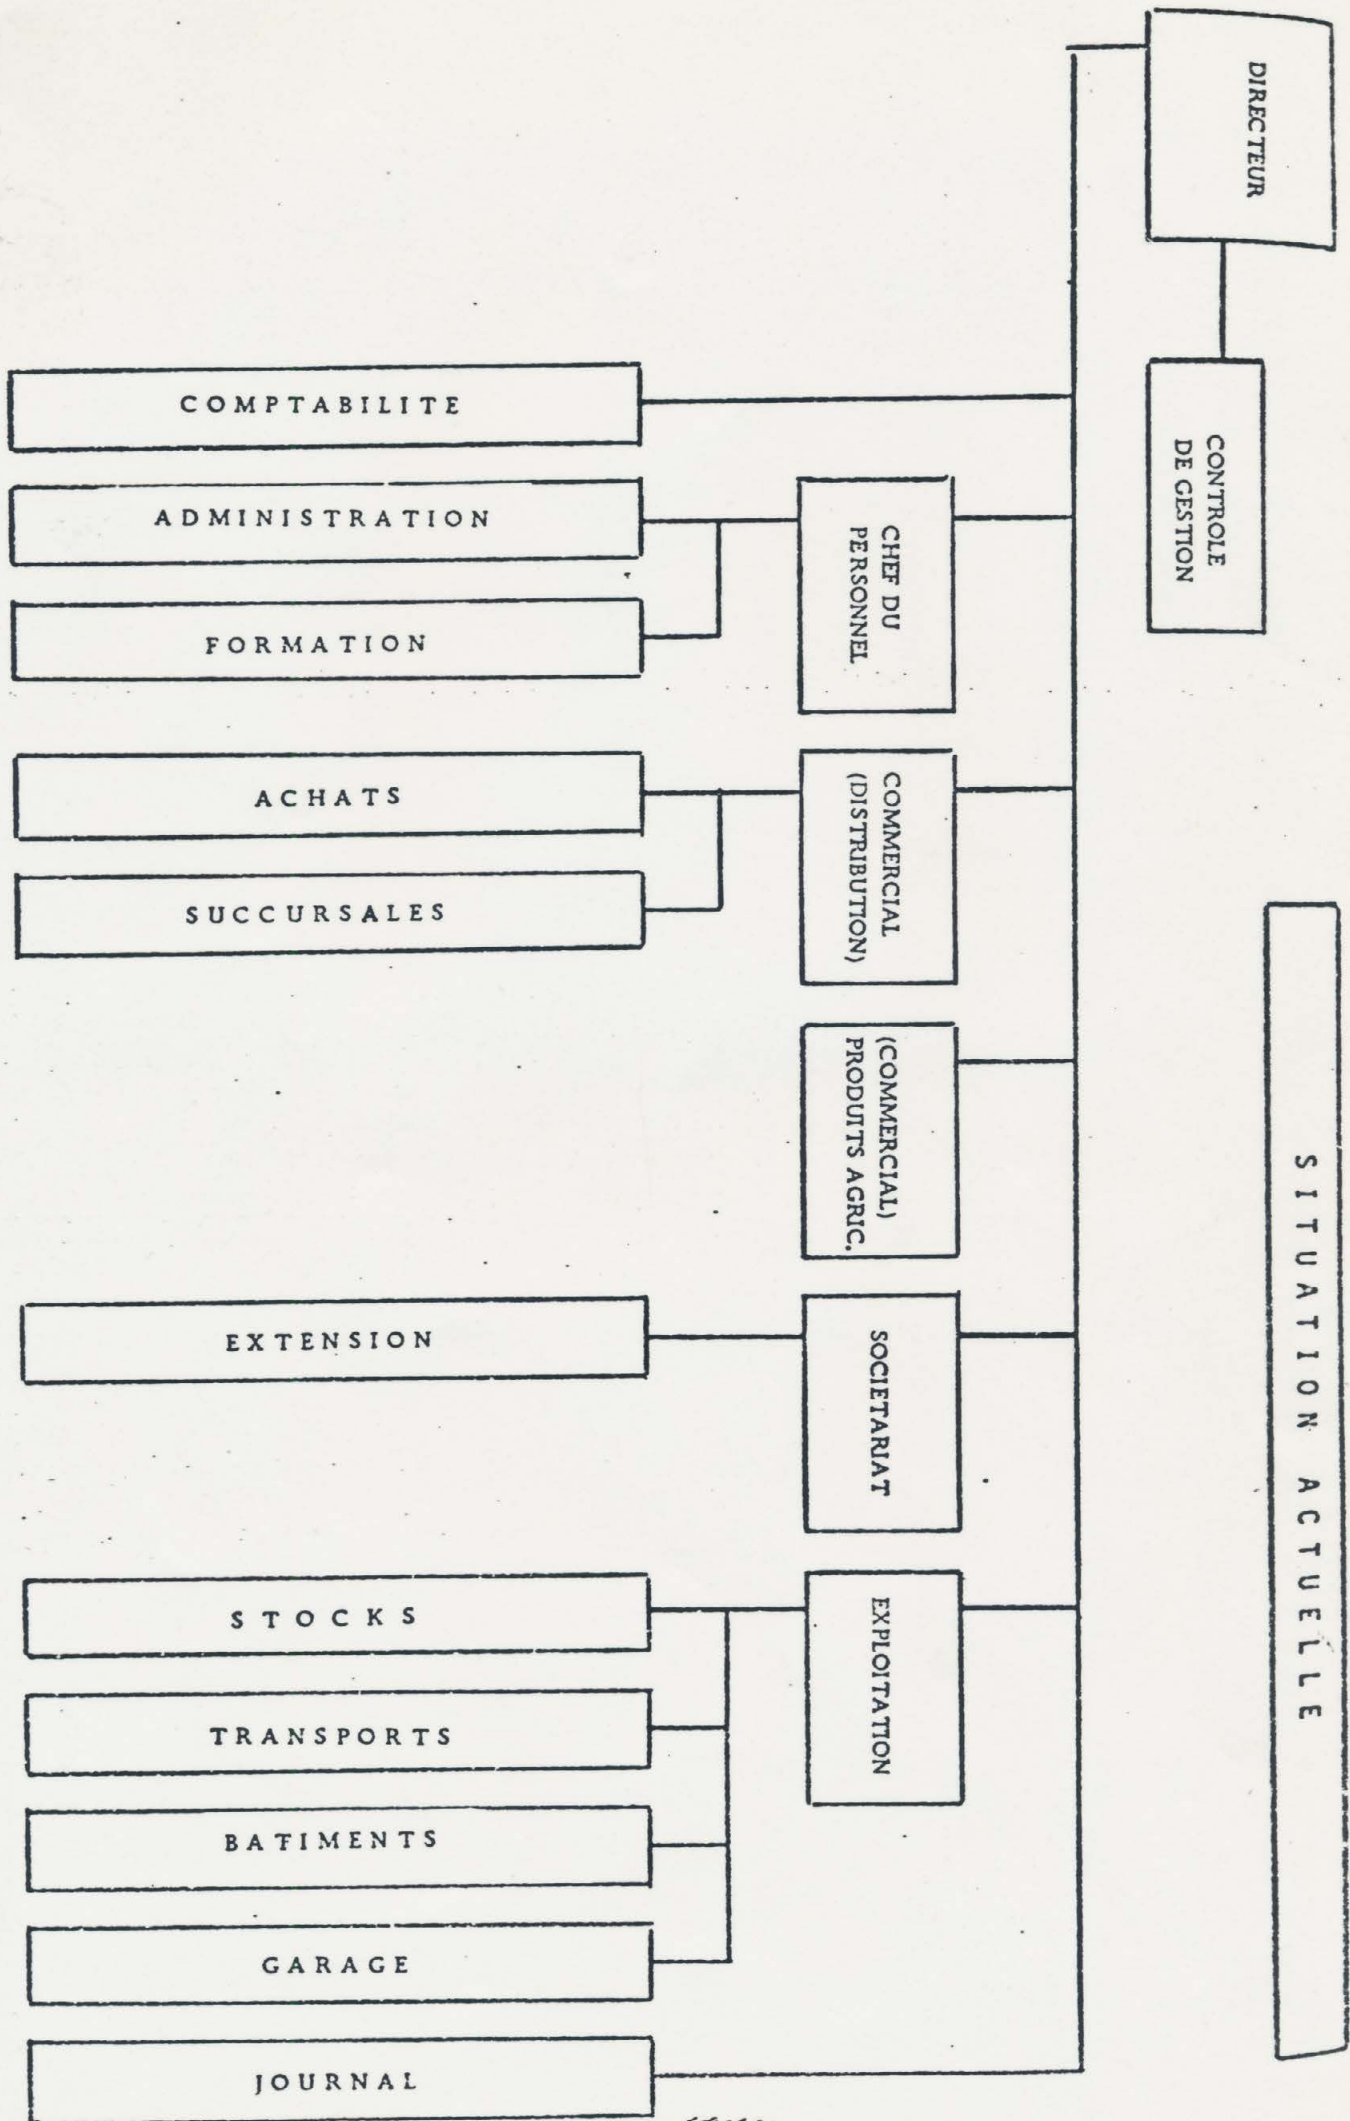 SITUATION ACTUELLE
DIRECTEUR
CONTROLE
DE GESTION
COMPTABILITE
CHEF DU
PERSONNEL
ADMINISTRATION
FORMATION
COMMERCIAL
(DISTRIBUTION)
ACHATS
SUCCURSALES
(COMMERCIAL)
PRODUITS AGRIC.
SOCIETARIAT
EXTENSION
EXPLOITATION
STOCKS
TRANSPORTS
BATIMENTS
GARAGE
JOURNAL